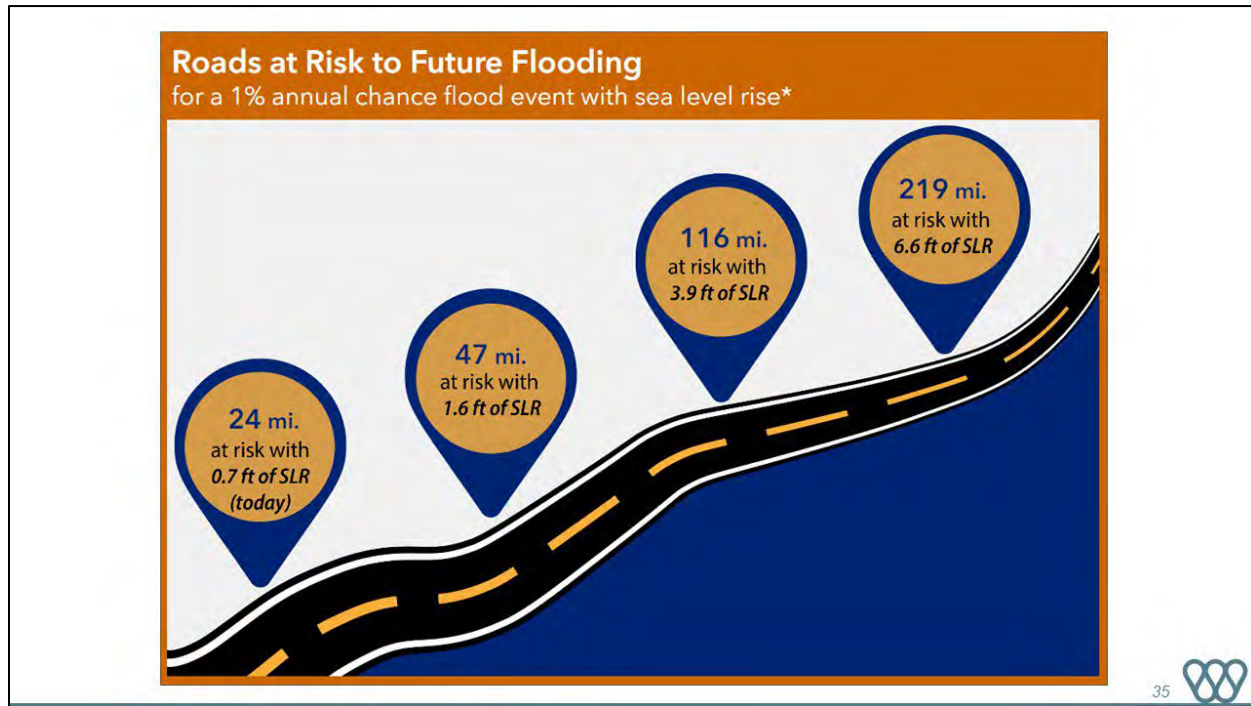 Roads at Risk to Future Flooding
for a 1% annual chance flood event with sea level rise*
24 mi.
at risk with
0.7 ft of SLR
(today)
47 mi.
at risk with
1.6 ft of SLR
116 mi.
at risk with
3.9 ft of SLR
219 mi.
at risk with
6.6 ft of SLR
35